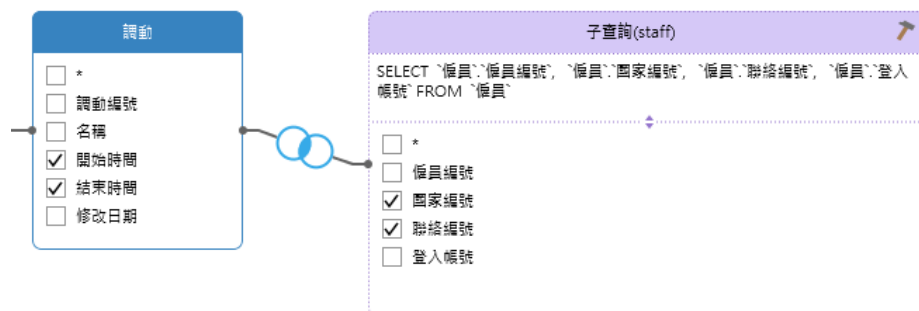 調動
*
調動編號
名稱
開始時間
結束時間
修改日期
子查詢(staff)
SELECT `僱員`.`僱員編號`, `僱員`.`國家編號`, `僱員`.`聯絡編號`, `僱員`.`登入
帳號` FROM `僱員`
*
僱員編號
國家編號
聯絡編號
登入帳號